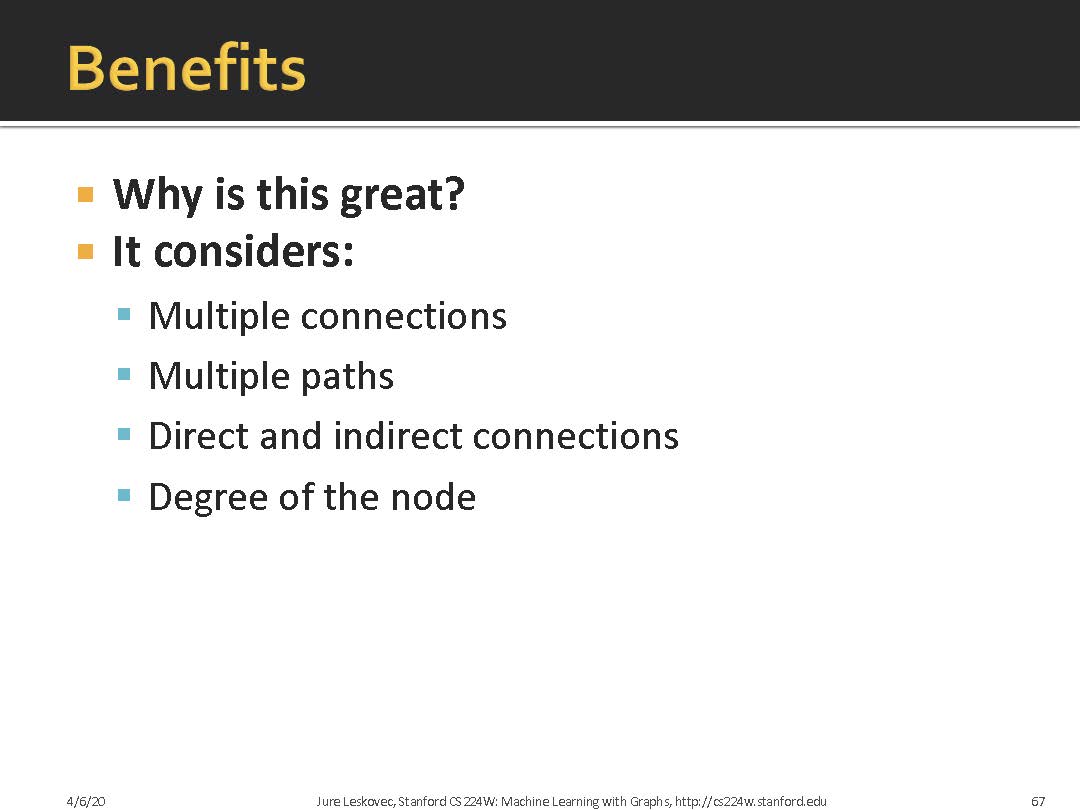 Benefits
Why is this great?
It considers:
Multiple connections
Multiple paths
Direct and indirect connections
Degree of the node
4/6/20 Jure Leskovec, Stanford CS224W: Machine Learning with Graphs, http://cs224w.stanford.edu 67